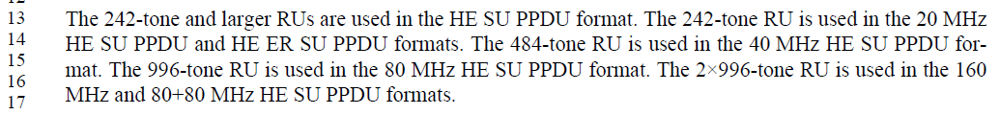 13 The 242-tone and larger RUs are used in the HE SU PPDU format. The 242-tone RU is used in the 20 MHz
14 HE SU PPDU and HE ER SU PPDU formats. The 484-tone RU is used in the 40 MHz HE SU PPDU for-
15 mat. The 996-tone RU is used in the 80 MHz HE SU PPDU format. The 2×996-tone RU is used in the 160
16 MHz and 80+80 MHz HE SU PPDU formats.
17